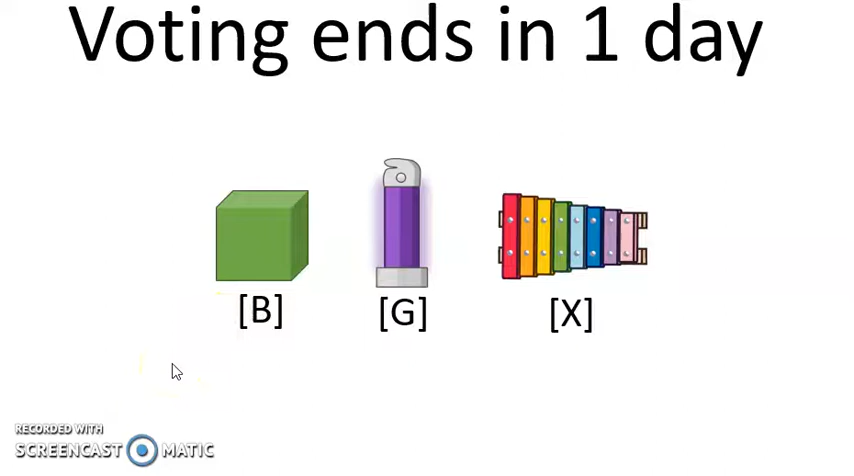 Voting ends in 1 day
[B] [G] [X]
RECORDED WITH
SCREENCAST MATIC